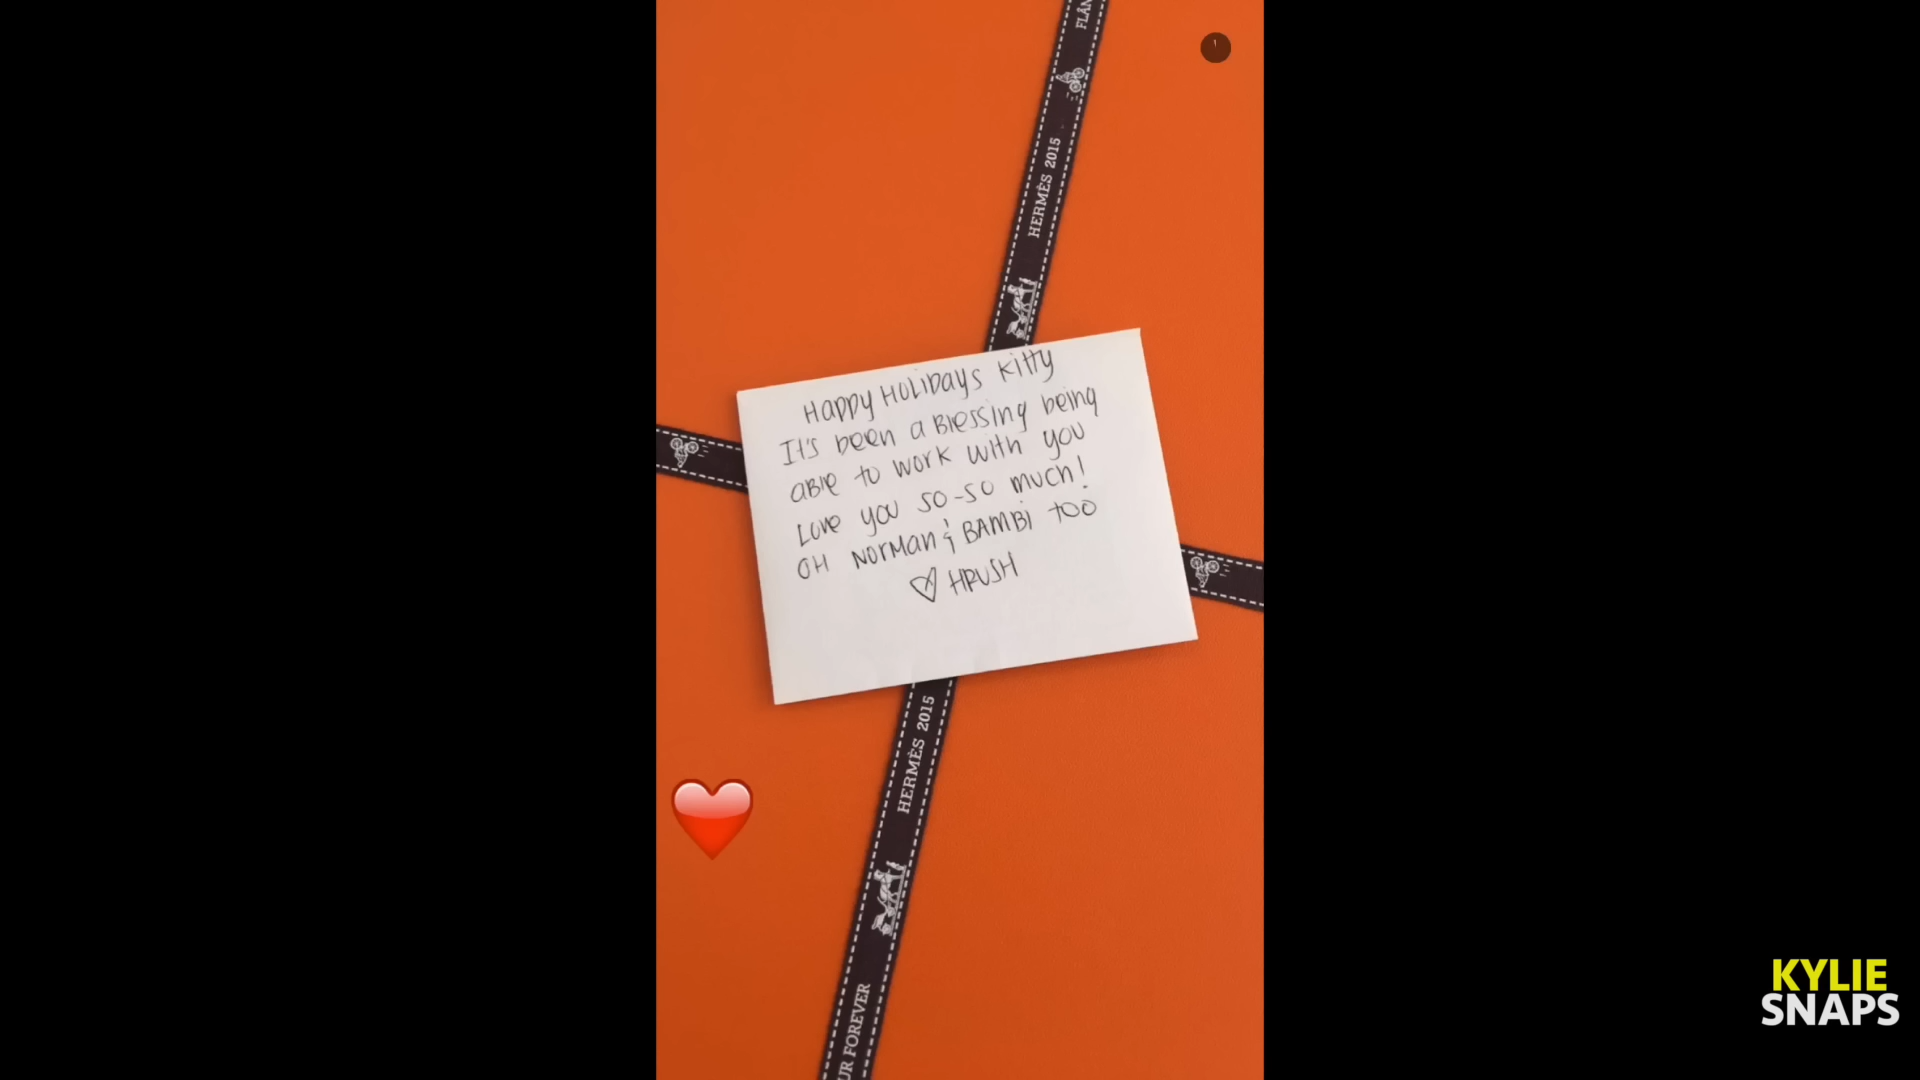 FLÂN
HERMÈS 2015
Happy Holidays Kitty
It's been a Blessing being
able to work with you
Love you so-so much!
OH Norman & BAMBi too
♡ HRUSH
HERMÈS 2015
UR FOREVER
KYLIE
SNAPS